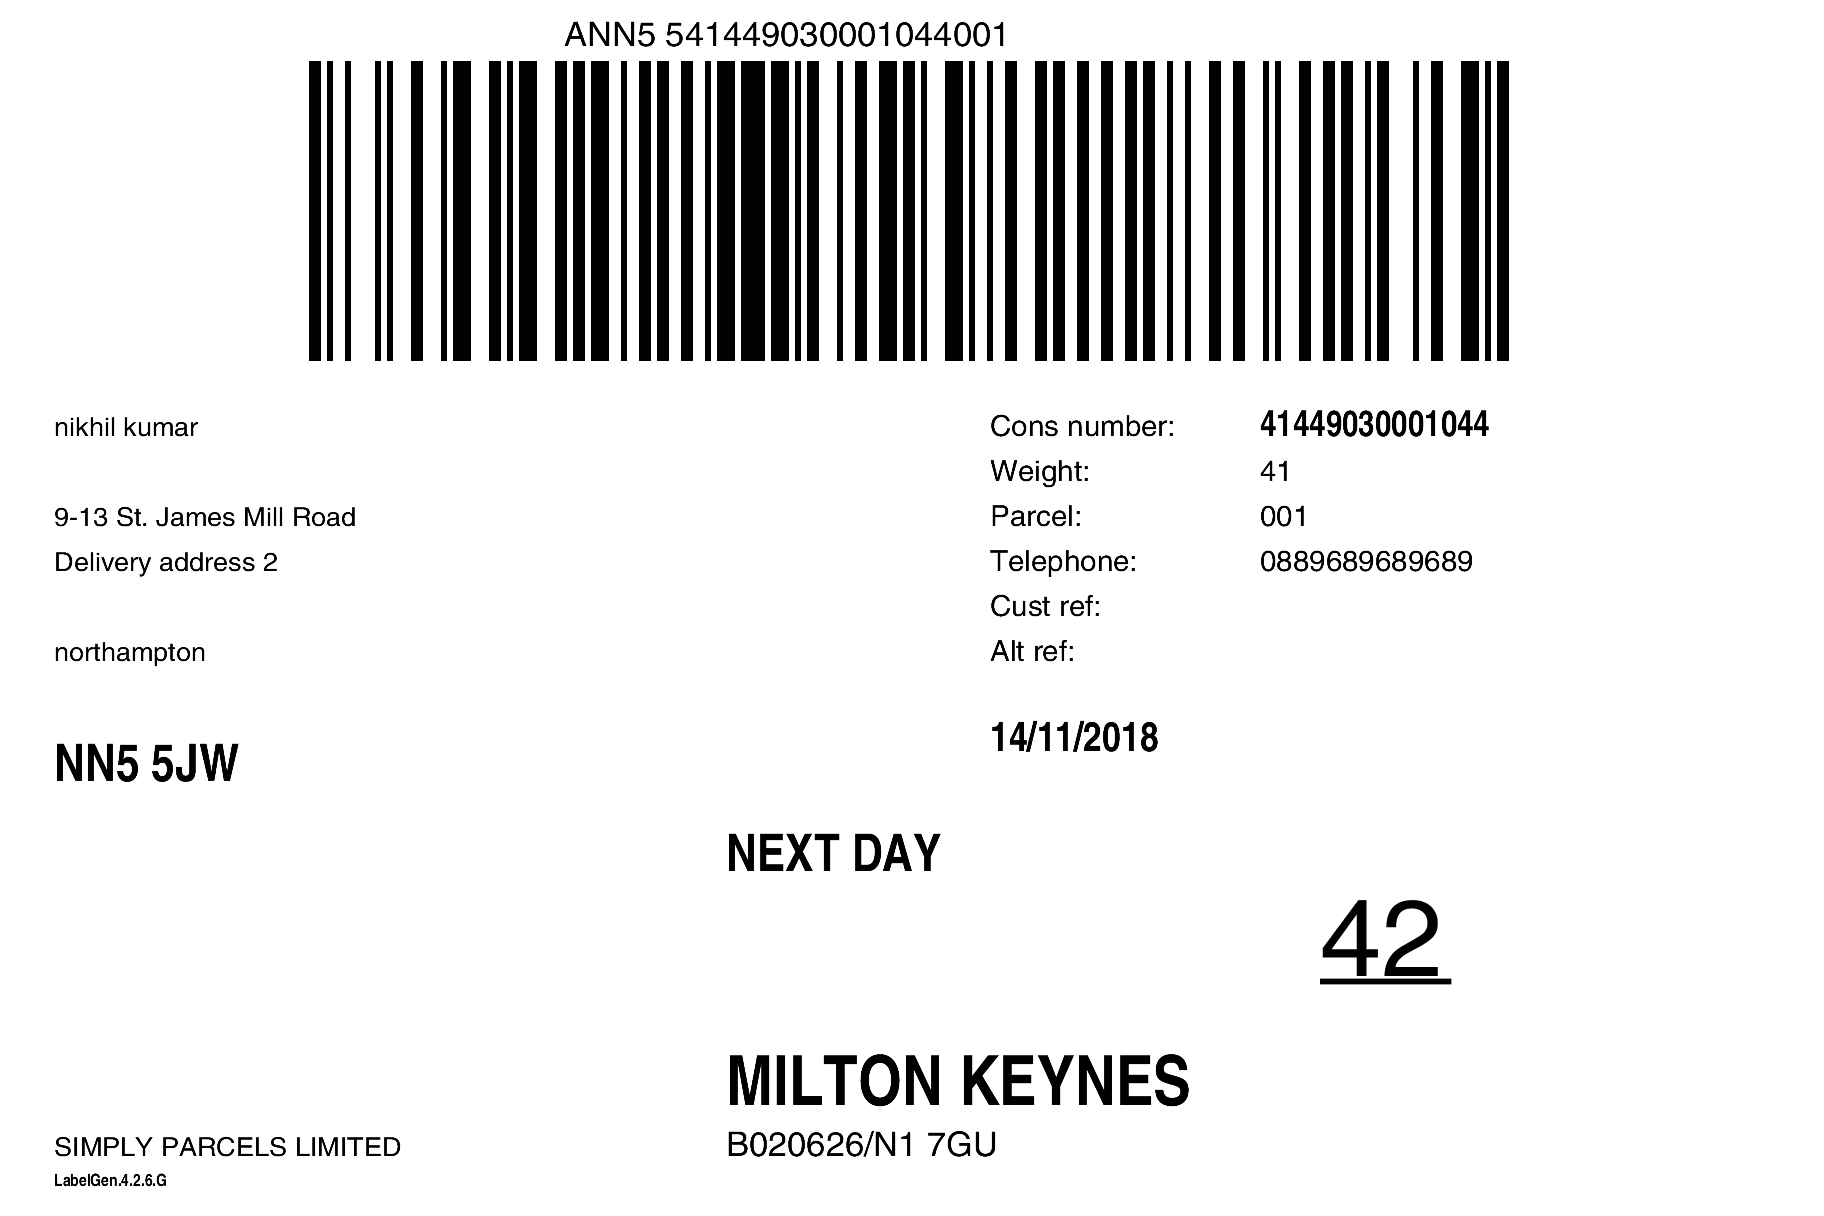 ANN5 541449030001044001
nikhil kumar
9-13 St. James Mill Road
Delivery address 2
northampton
NN5 5JW
Cons number: 41449030001044
Weight: 41
Parcel: 001
Telephone: 0889689689689
Cust ref:
Alt ref:
14/11/2018
NEXT DAY
42
MILTON KEYNES
B020626/N1 7GU
SIMPLY PARCELS LIMITED
LabelGen.4.2.6.G